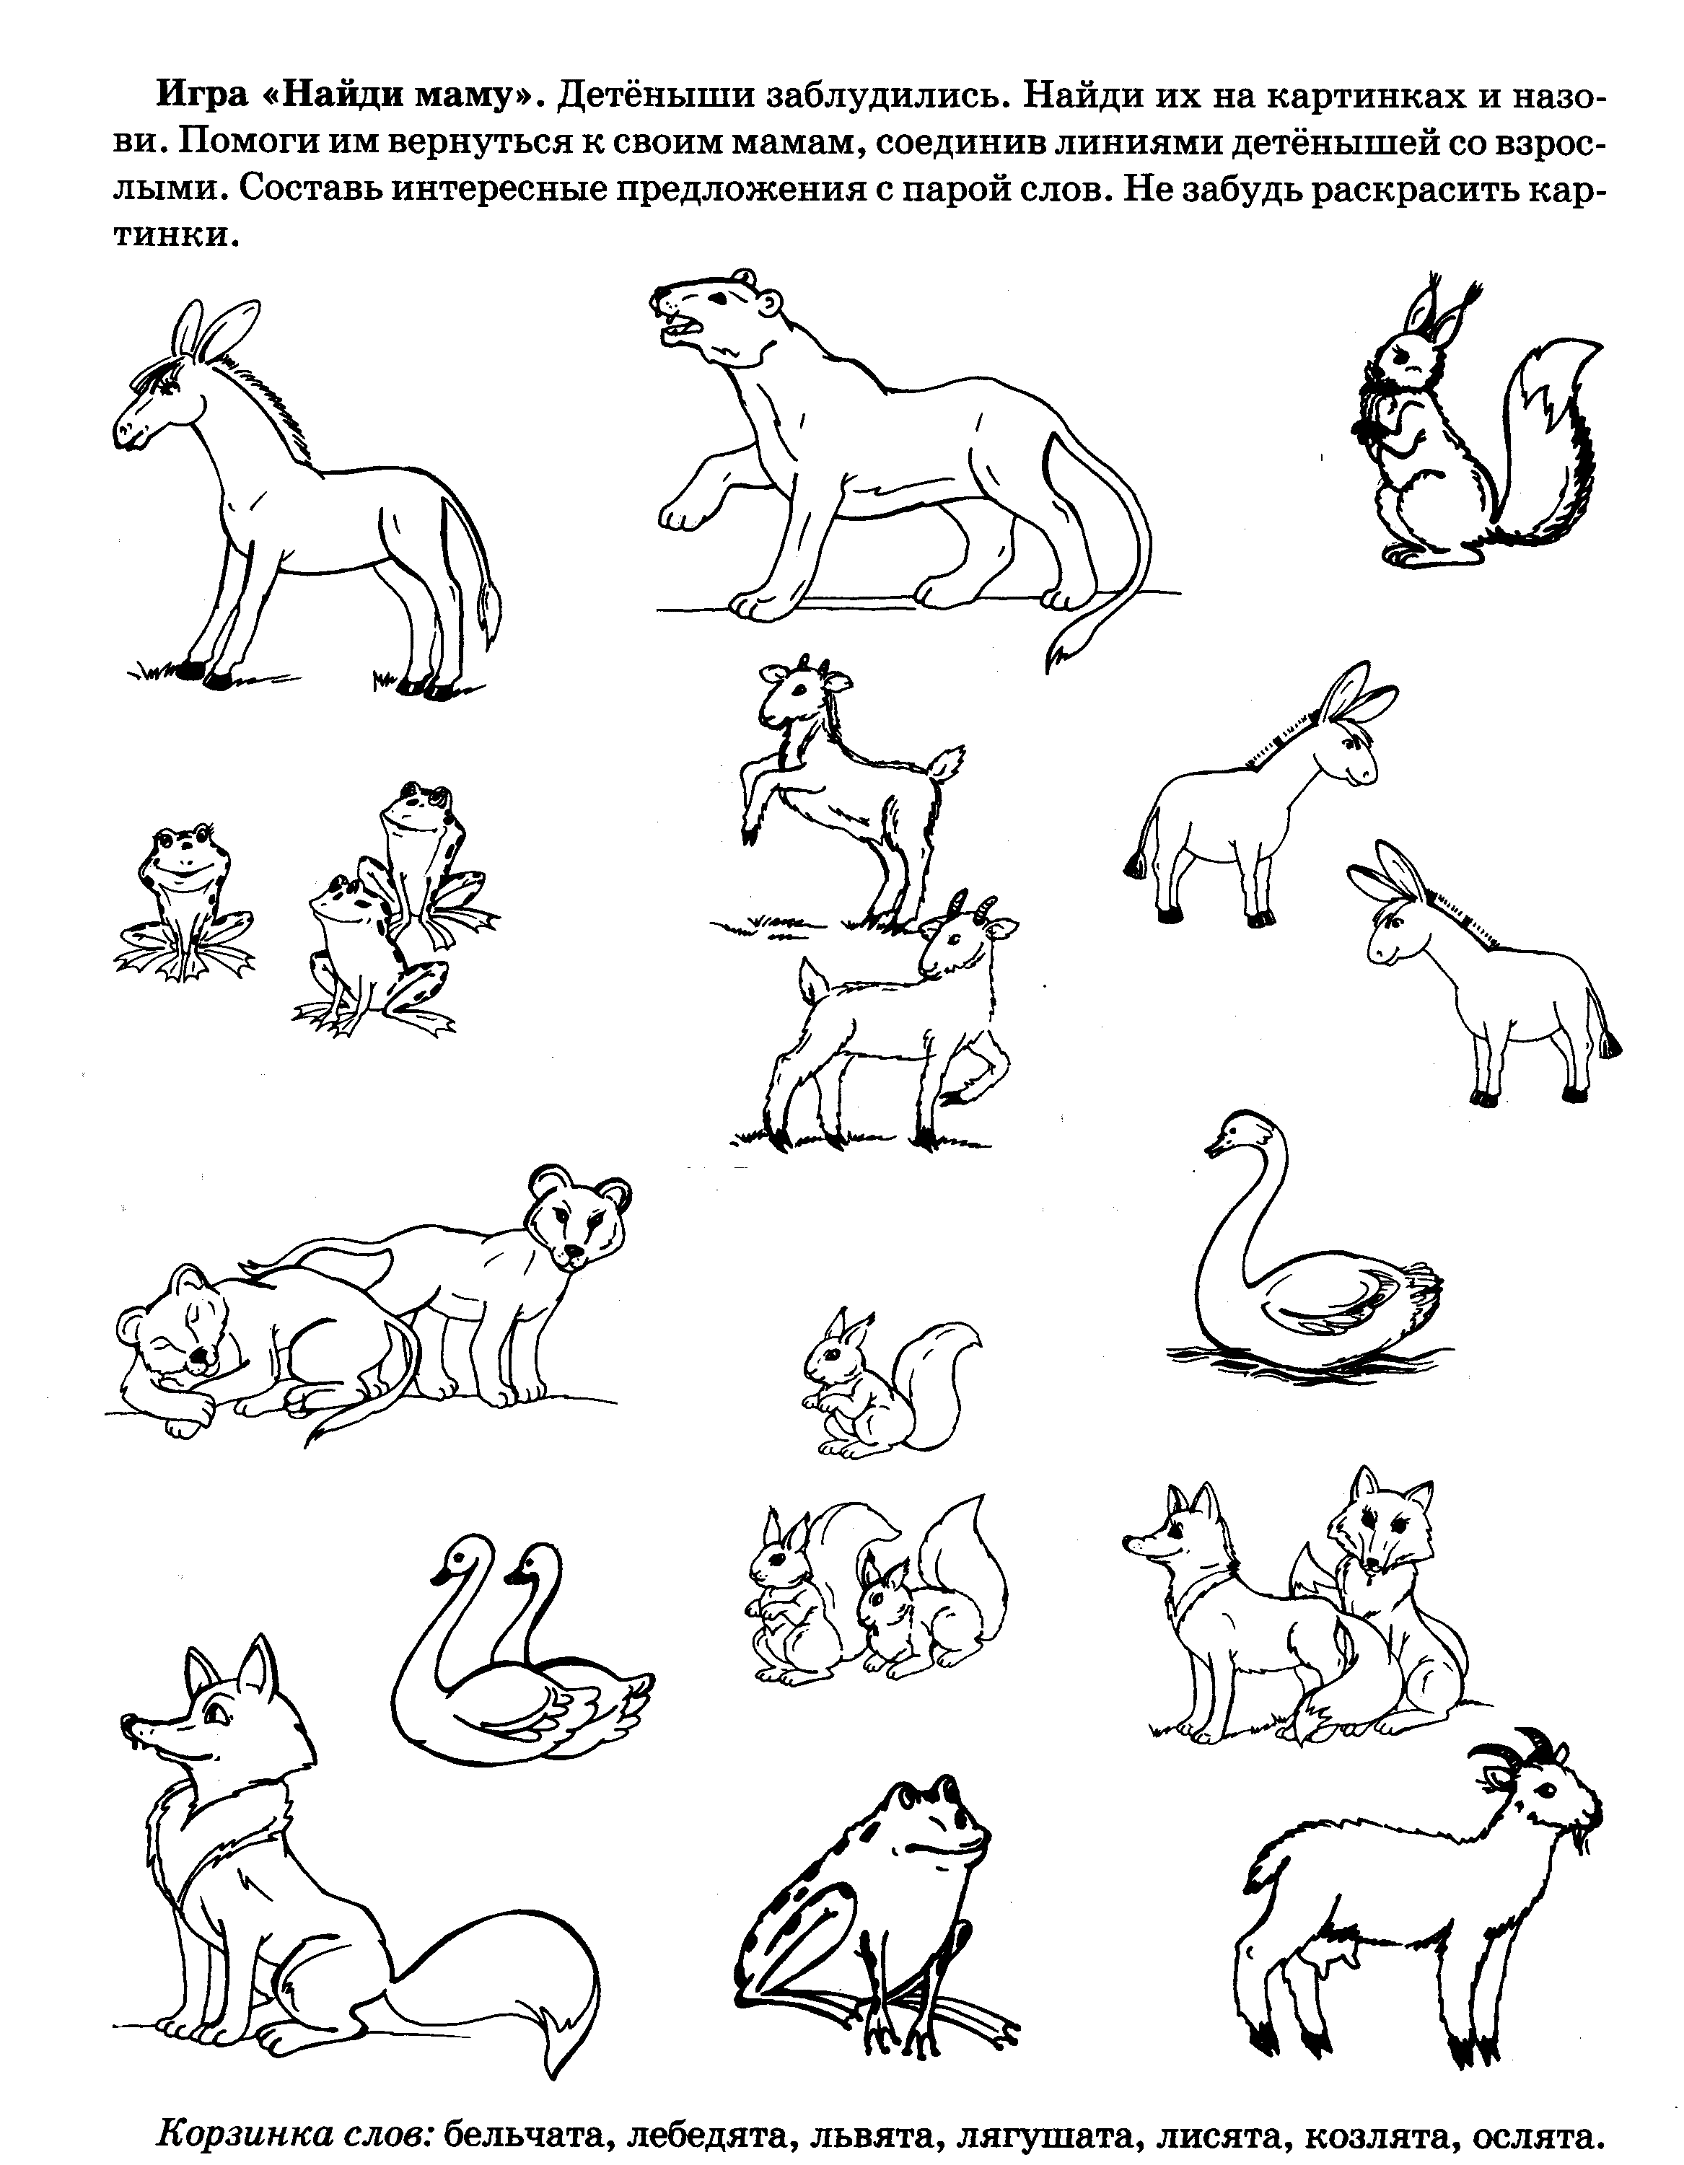 Игра «Найди маму». Детёныши заблудились. Найди их на картинках и назо-
ви. Помоги им вернуться к своим мамам, соединив линиями детёнышей со взрос-
лыми. Составь интересные предложения с парой слов. Не забудь раскрасить кар-
тинки.
Корзинка слов: бельчата, лебедята, львята, лягушата, лисята, козлята, ослята.